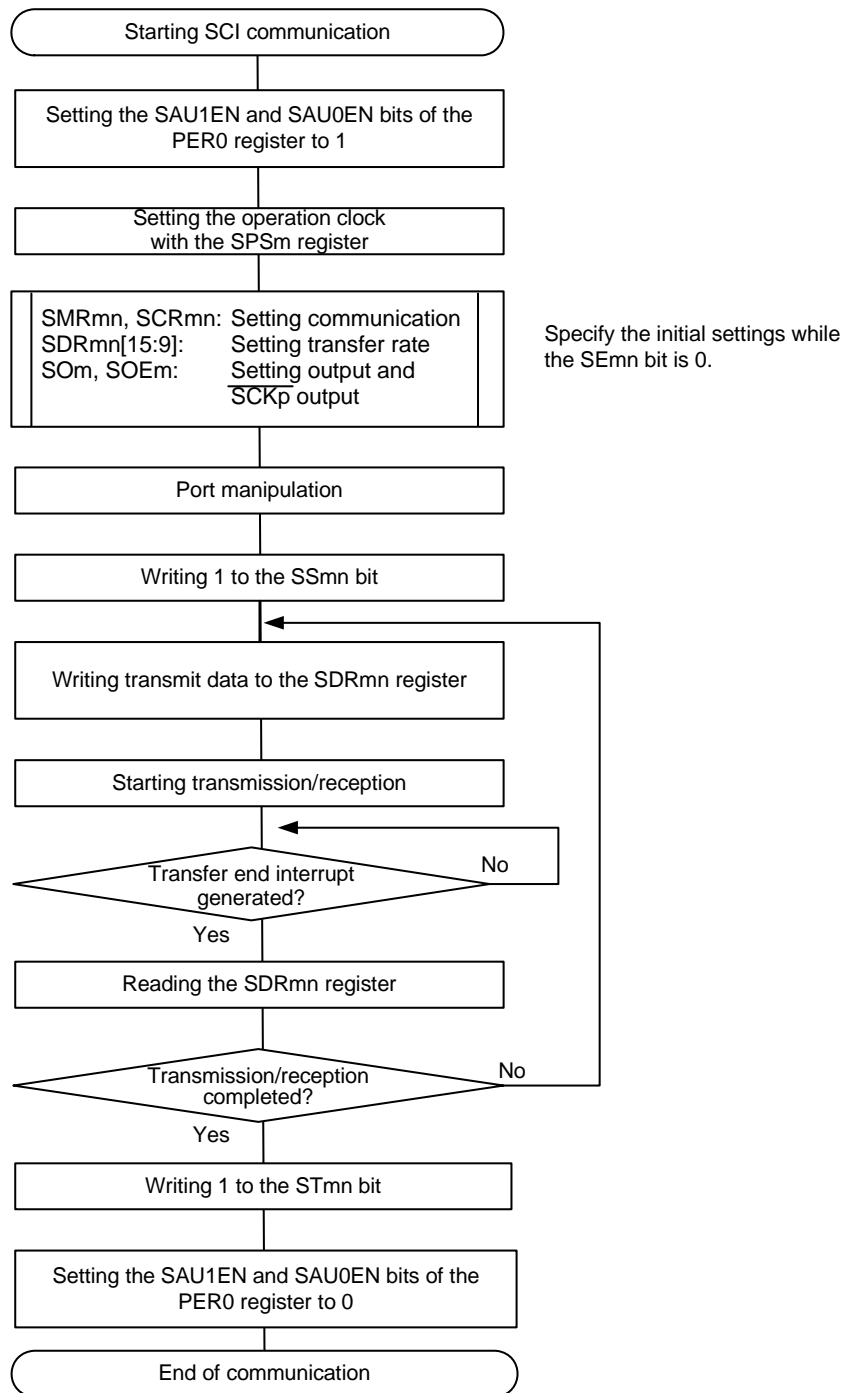 Starting SCI communication
Setting the SAU1EN and SAU0EN bits of the
PER0 register to 1
Setting the operation clock
with the SPSm register
SMRmn, SCRmn: Setting communication
SDRmn[15:9]: Setting transfer rate
SOm, SOEm: Setting output and
SCKp output
Specify the initial settings while
the SEmn bit is 0.
Port manipulation
Writing 1 to the SSmn bit
Writing transmit data to the SDRmn register
Starting transmission/reception
Transfer end interrupt
generated?
No
Yes
Reading the SDRmn register
Transmission/reception
completed?
No
Yes
Writing 1 to the STmn bit
Setting the SAU1EN and SAU0EN bits of the
PER0 register to 0
End of communication